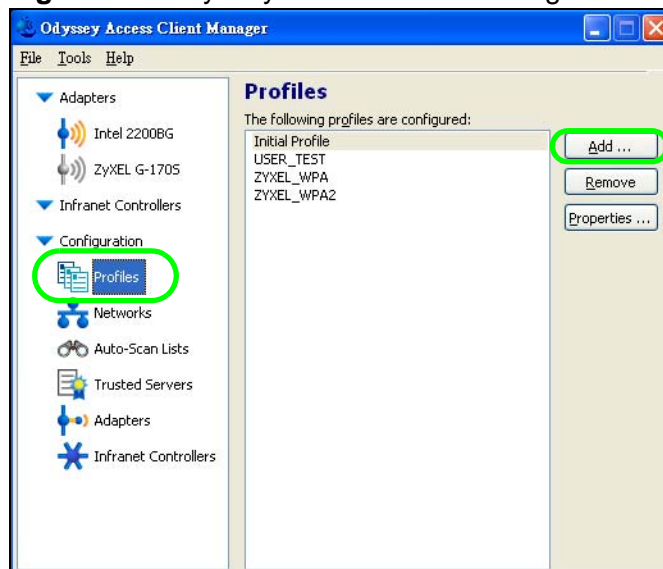 Odyssey Access Client Manager
File Tools Help
Adapters
Intel 2200BG
ZyXEL G-170S
Infranet Controllers
Configuration
Profiles
Networks
Auto-Scan Lists
Trusted Servers
Adapters
Infranet Controllers
Profiles
The following profiles are configured:
Initial Profile
USER_TEST
ZYXEL_WPA
ZYXEL_WPA2
Add ...
Remove
Properties ...